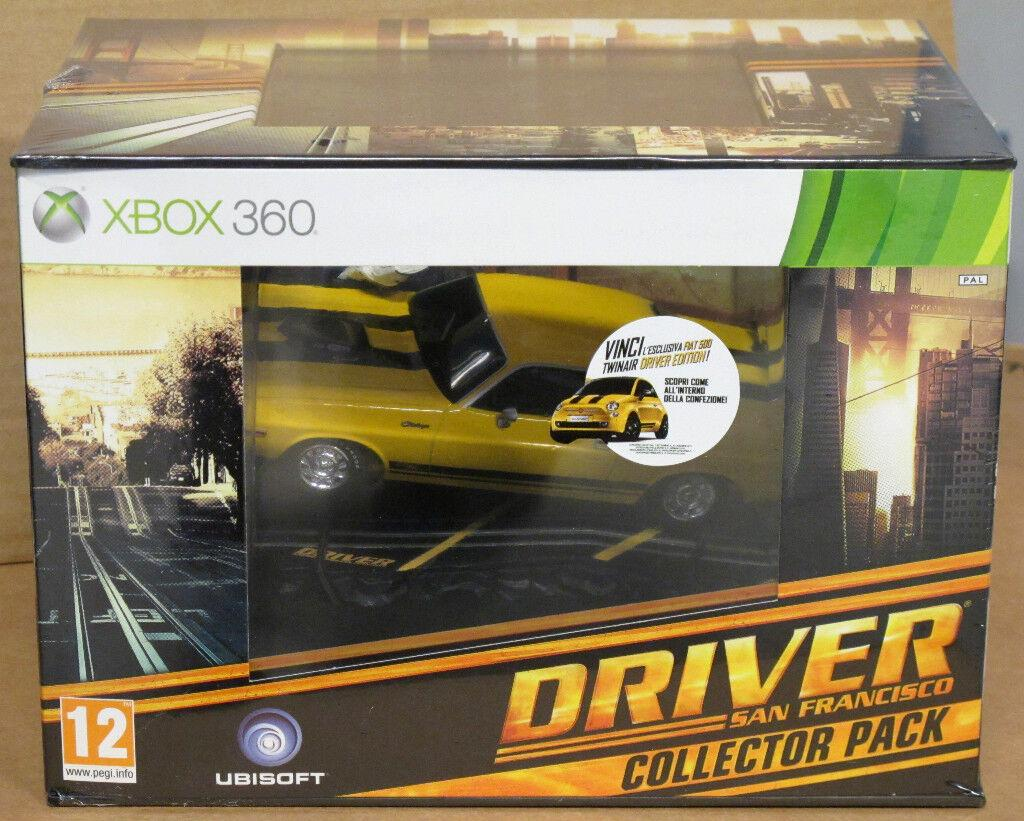 XBOX 360
PAL
VINCI L'ESCLUSIVA FIAT 500
TWINAIR DRIVER EDITION!
SCOPRI COME
ALL'INTERNO
DELLA CONFEZIONE!
Challenger
DRIVER
DRIVER
SAN FRANCISCO
COLLECTOR PACK
12
www.pegi.info
UBISOFT